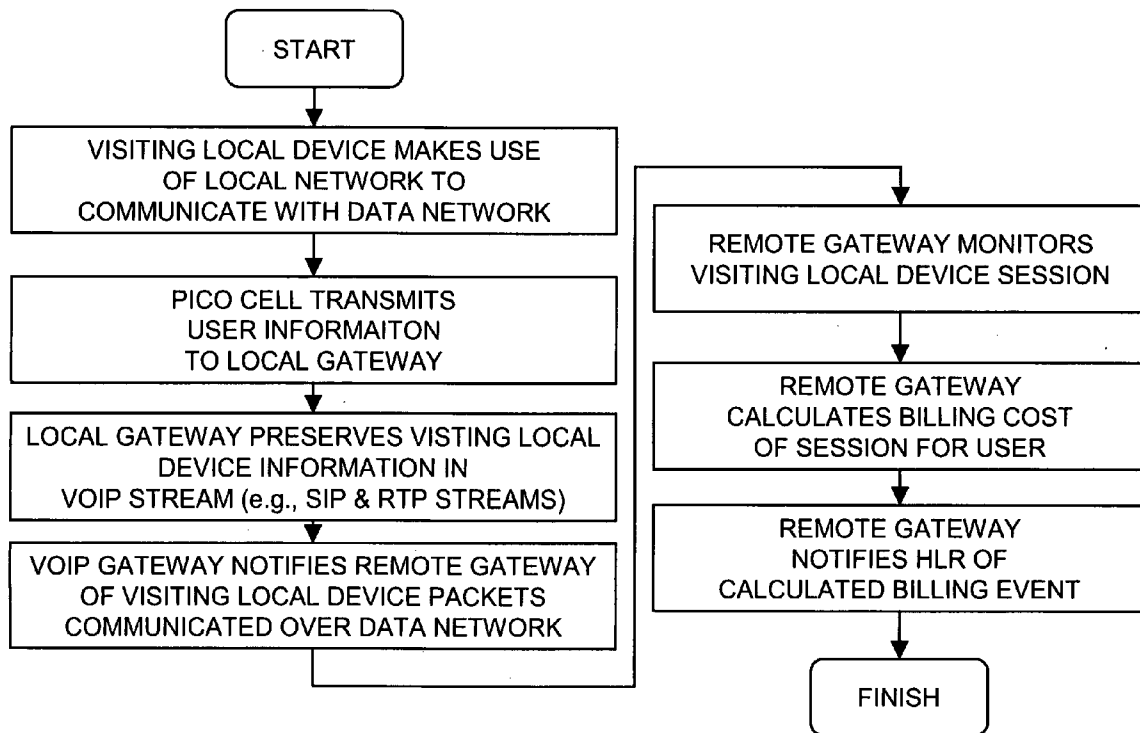 START
VISITING LOCAL DEVICE MAKES USE
OF LOCAL NETWORK TO
COMMUNICATE WITH DATA NETWORK
PICO CELL TRANSMITS
USER INFORMAITON
TO LOCAL GATEWAY
LOCAL GATEWAY PRESERVES VISTING LOCAL
DEVICE INFORMATION IN
VOIP STREAM (e.g., SIP & RTP STREAMS)
VOIP GATEWAY NOTIFIES REMOTE GATEWAY
OF VISITING LOCAL DEVICE PACKETS
COMMUNICATED OVER DATA NETWORK
REMOTE GATEWAY MONITORS
VISITING LOCAL DEVICE SESSION
REMOTE GATEWAY
CALCULATES BILLING COST
OF SESSION FOR USER
REMOTE GATEWAY
NOTIFIES HLR OF
CALCULATED BILLING EVENT
FINISH